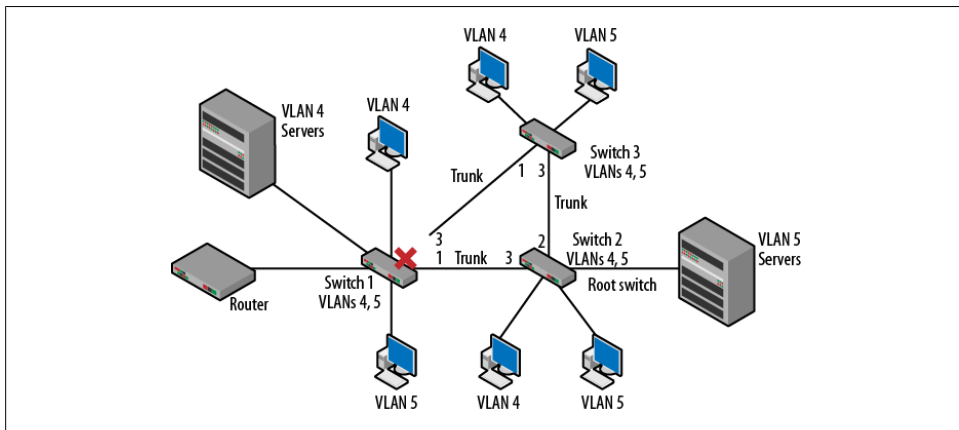 VLAN 4
VLAN 5
VLAN 4
Servers
VLAN 4
Switch 3
VLANs 4, 5
1
3
Trunk
Trunk
3
1
Trunk
3
2
Switch 2
VLANs 4, 5
Root switch
VLAN 5
Servers
Router
Switch 1
VLANs 4, 5
VLAN 5
VLAN 4
VLAN 5